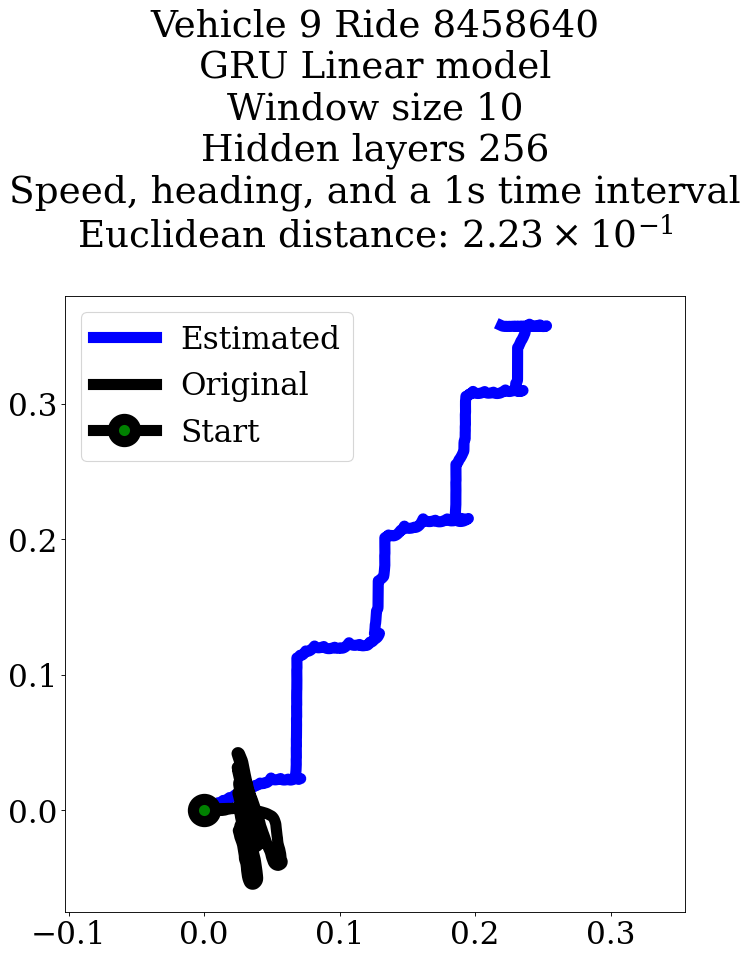 Vehicle 9 Ride 8458640
GRU Linear model
Window size 10
Hidden layers 256
Speed, heading, and a 1s time interval
Euclidean distance: 2.23 × 10⁻¹
Estimated
Original
Start
0.3
0.2
0.1
0.0
−0.1 0.0 0.1 0.2 0.3